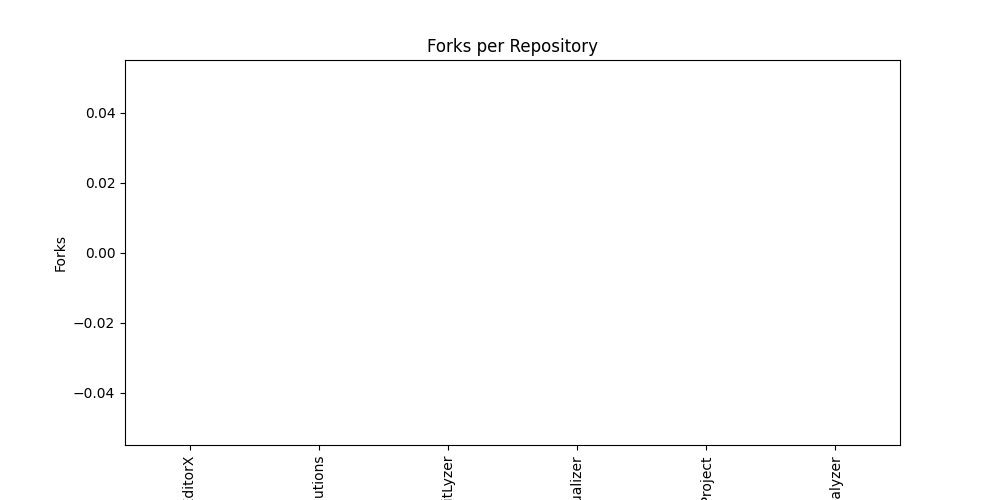 Forks per Repository
0.04
0.02
0.00
−0.02
−0.04
Forks
ditorX
utions
itLyzer
ualizer
Project
alyzer